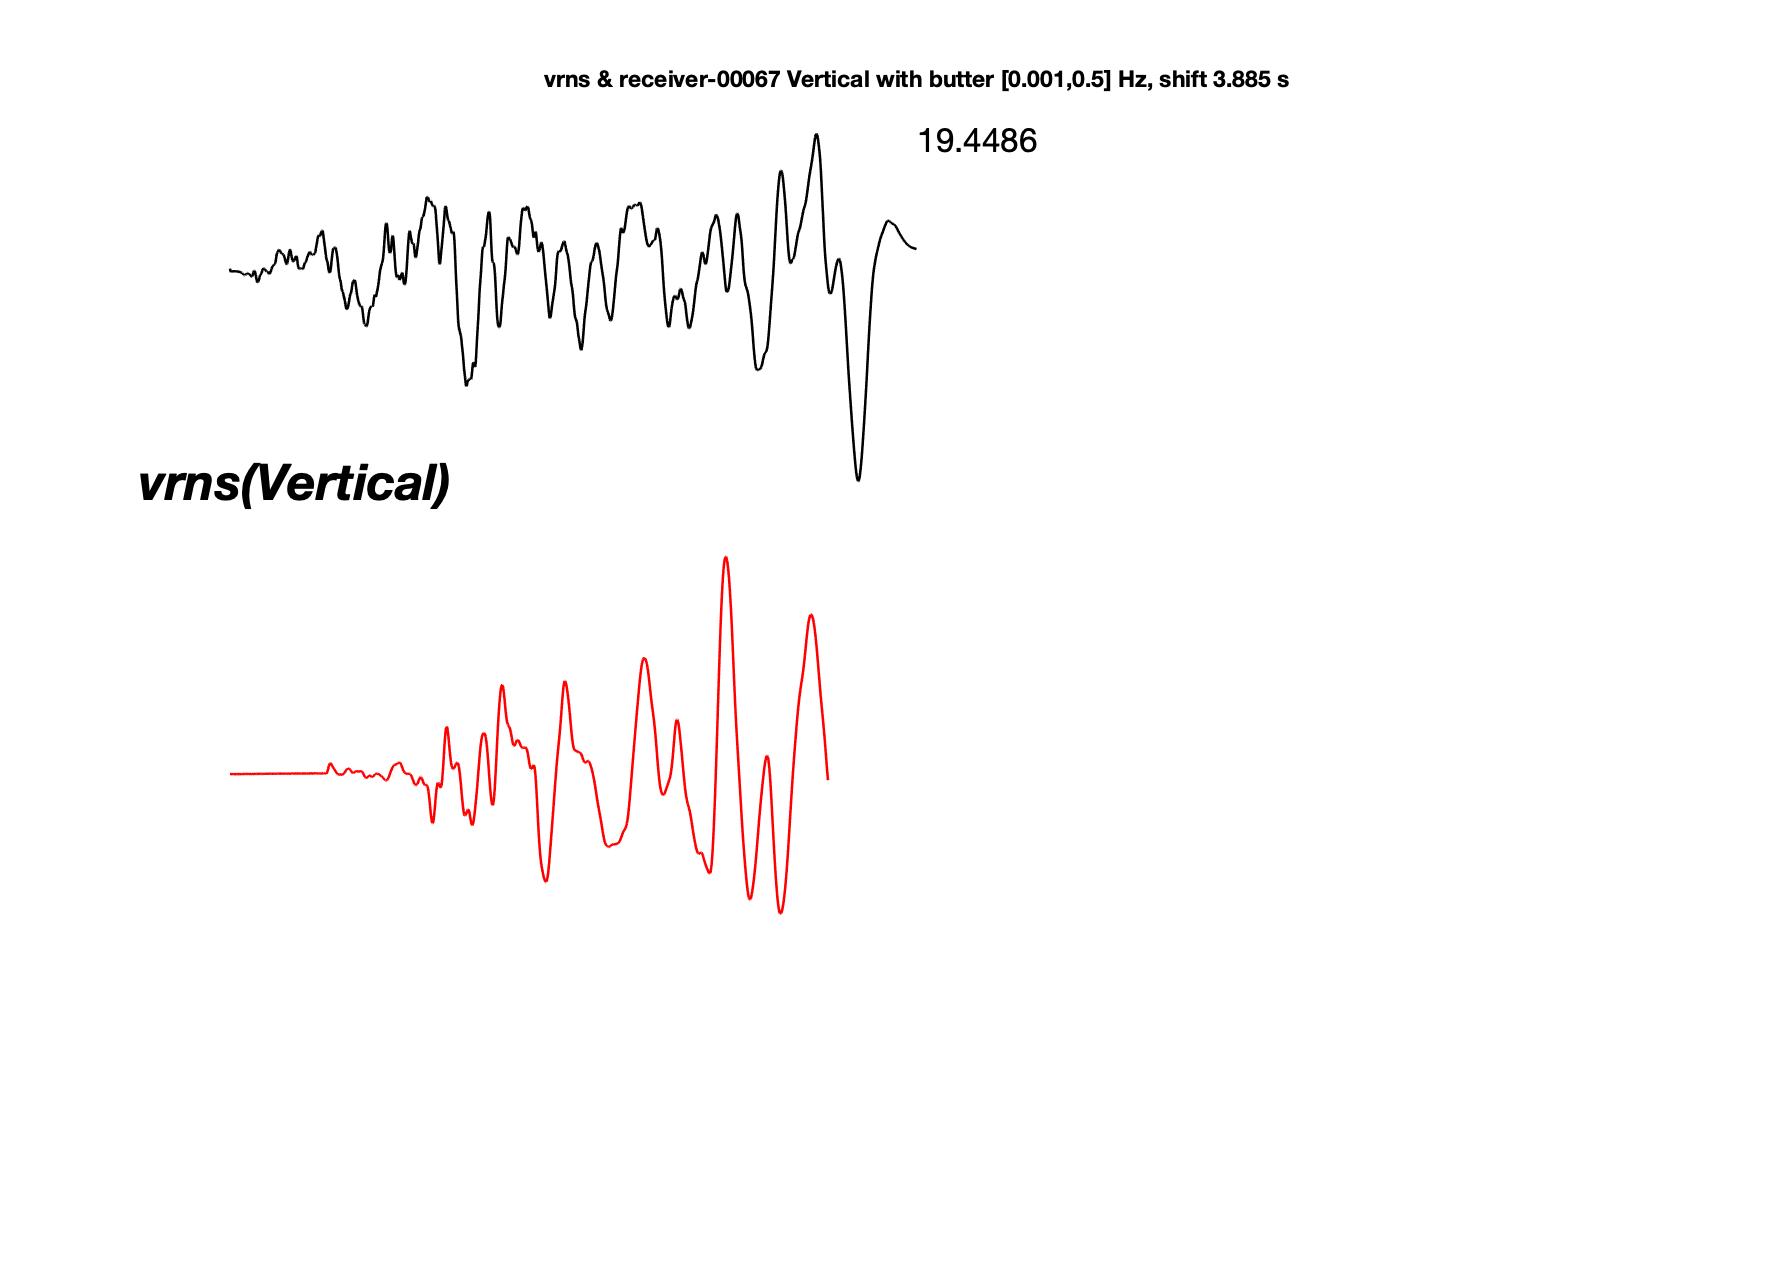 vrns & receiver-00067 Vertical with butter [0.001,0.5] Hz, shift 3.885 s
19.4486
vrns(Vertical)